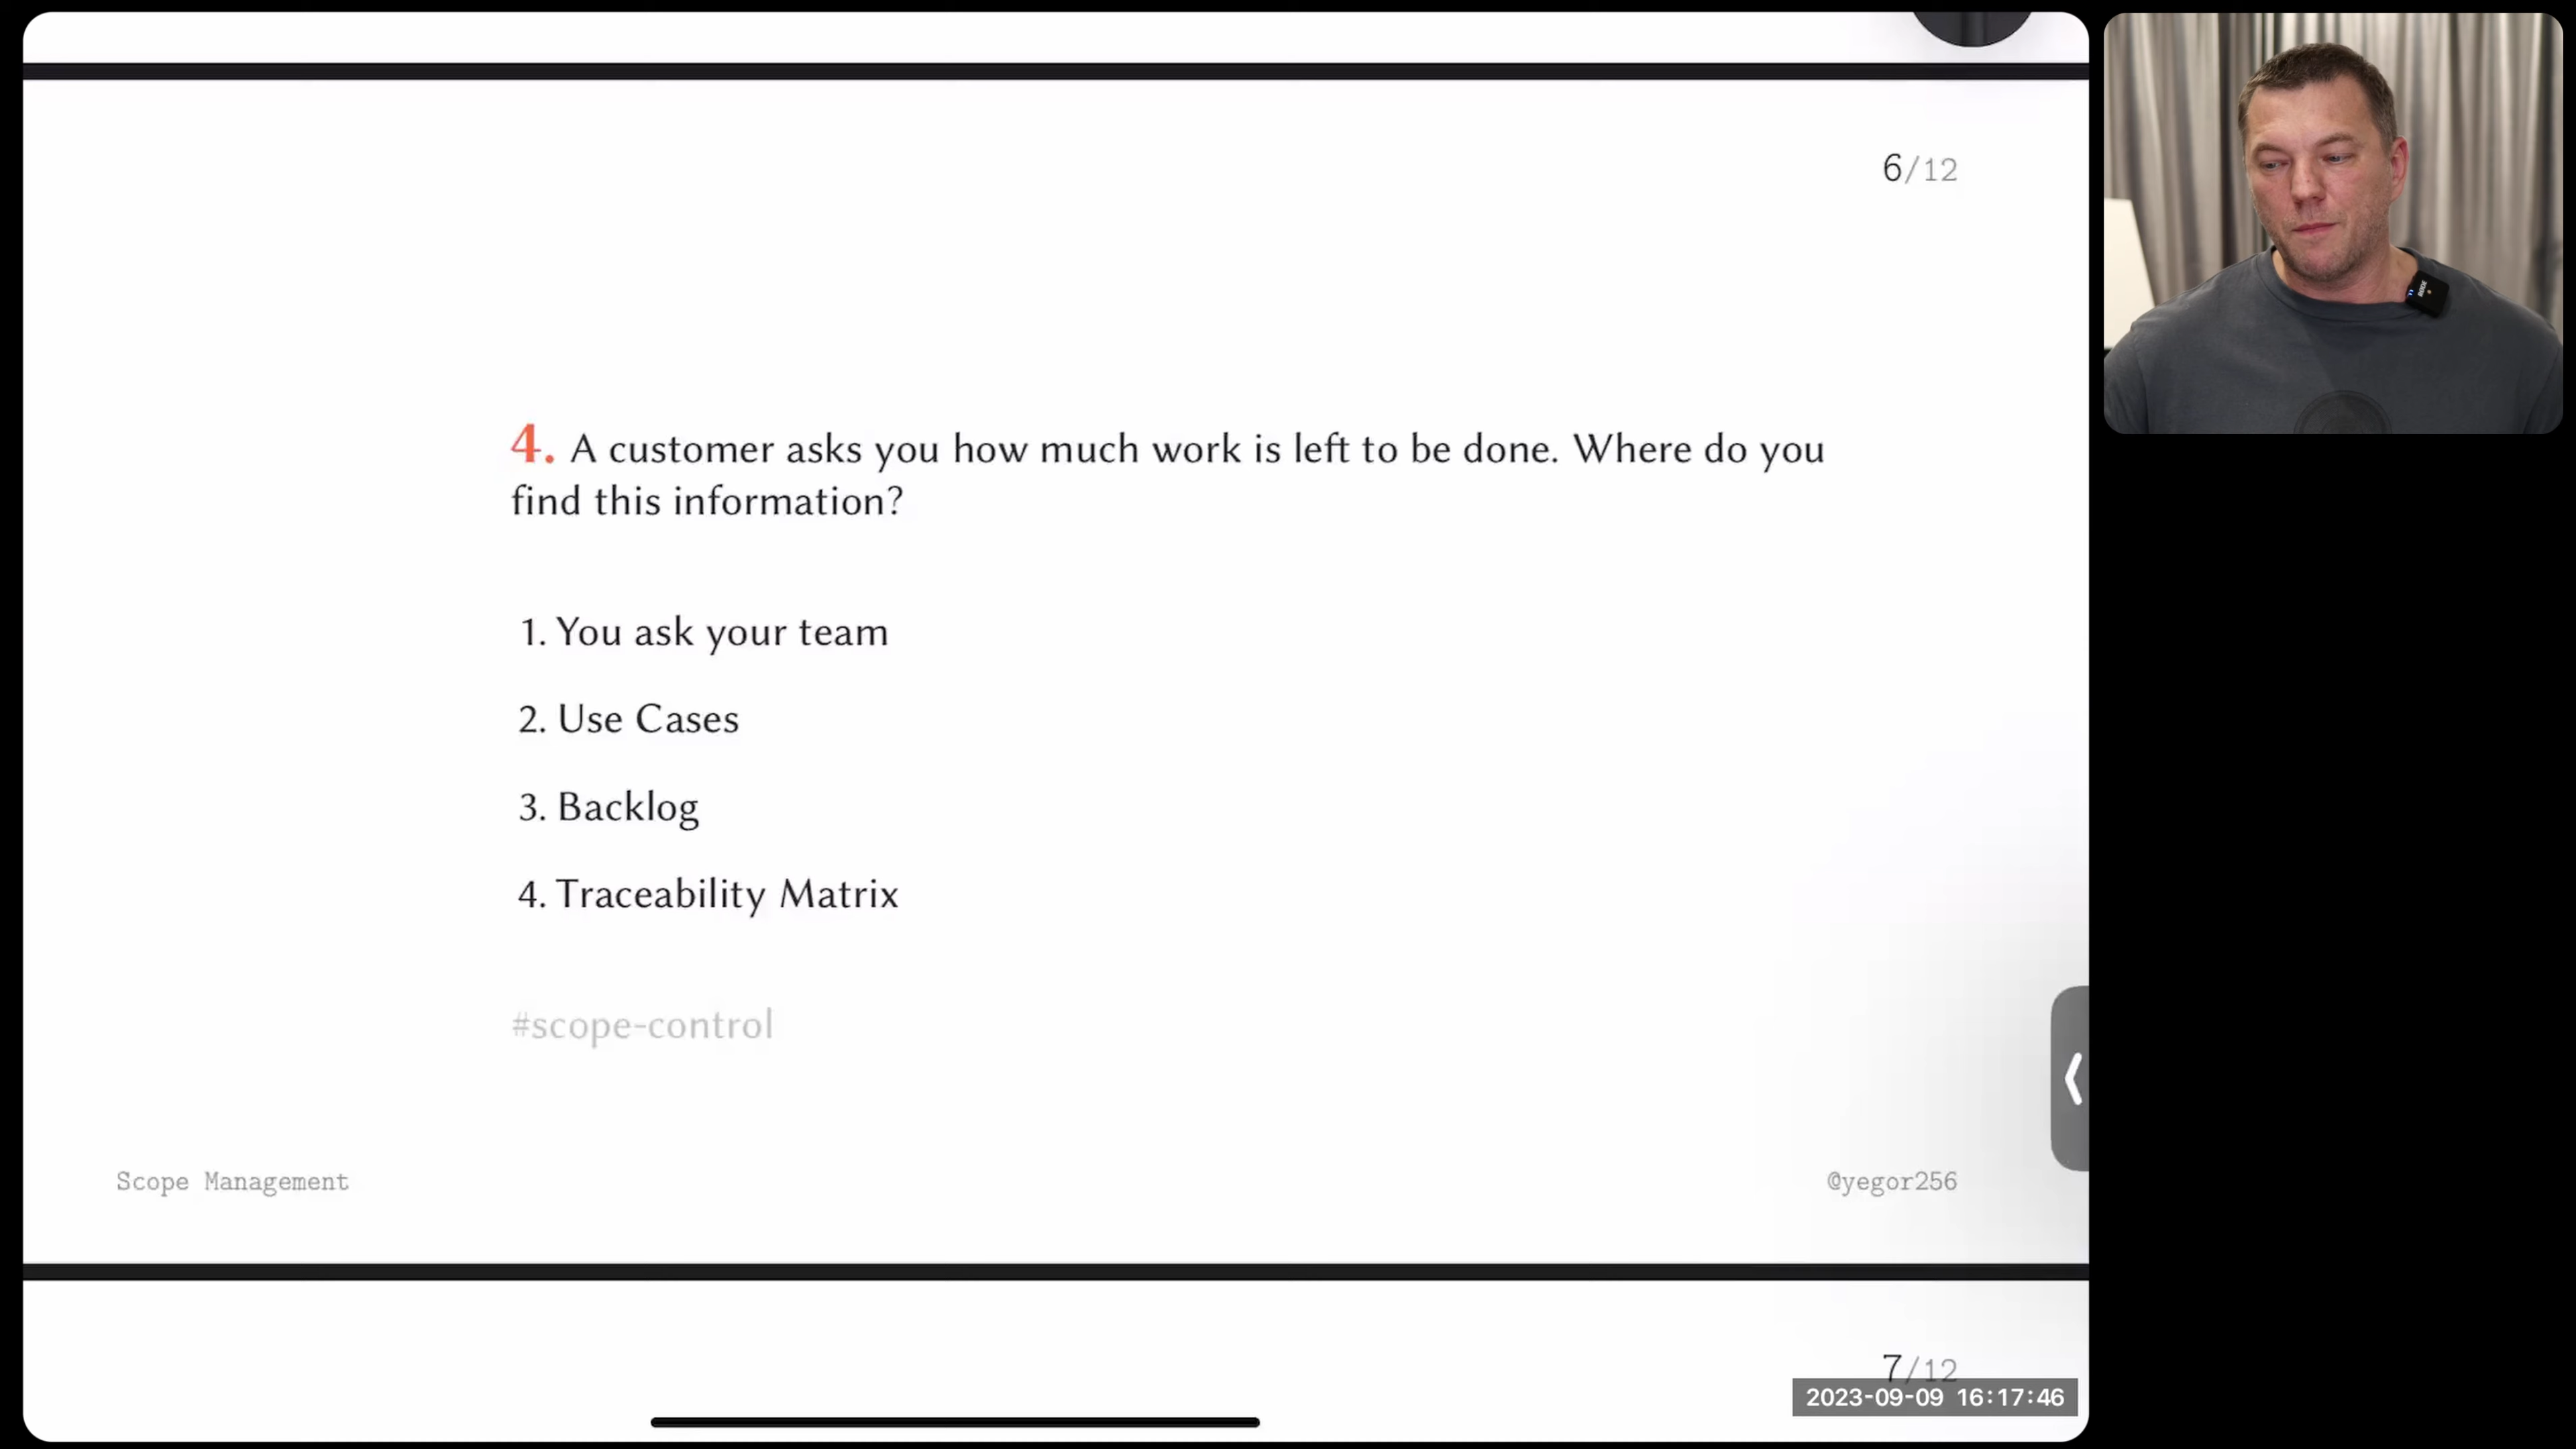 6/12
4. A customer asks you how much work is left to be done. Where do you
find this information?
1. You ask your team
2. Use Cases
3. Backlog
4. Traceability Matrix
#scope-control
Scope Management
@yegor256
7/12
2023-09-09 16:17:46